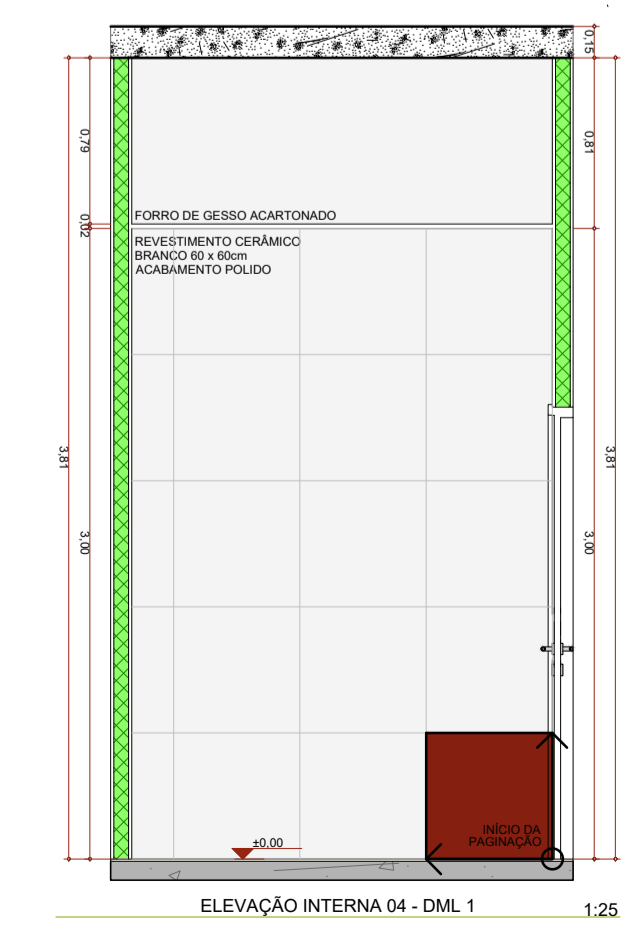 0,15
0,79
0,81
FORRO DE GESSO ACARTONADO
0,02
REVESTIMENTO CERÂMICO
BRANCO 60 x 60cm
ACABAMENTO POLIDO
3,81
3,81
3,00
3,00
INÍCIO DA
PAGINAÇÃO
±0,00
ELEVAÇÃO INTERNA 04 - DML 1
1:25